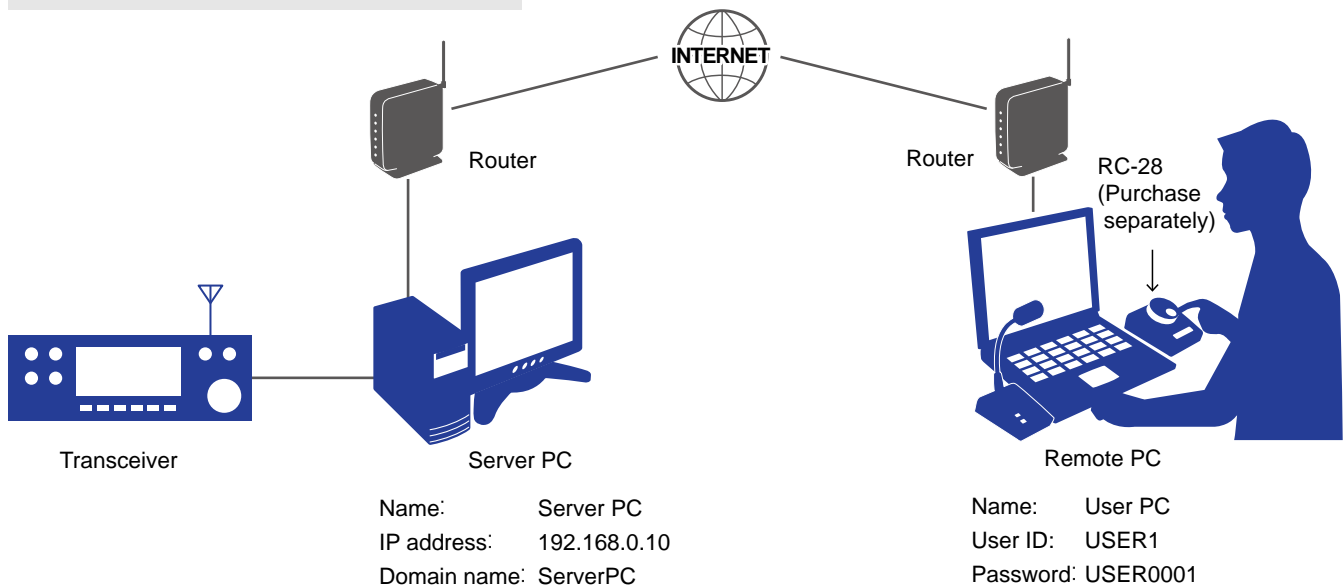 INTERNET
Router
Router
RC-28
(Purchase
separately)
Transceiver
Server PC
Remote PC
Name: Server PC
IP address: 192.168.0.10
Domain name: ServerPC
Name: User PC
User ID: USER1
Password: USER0001